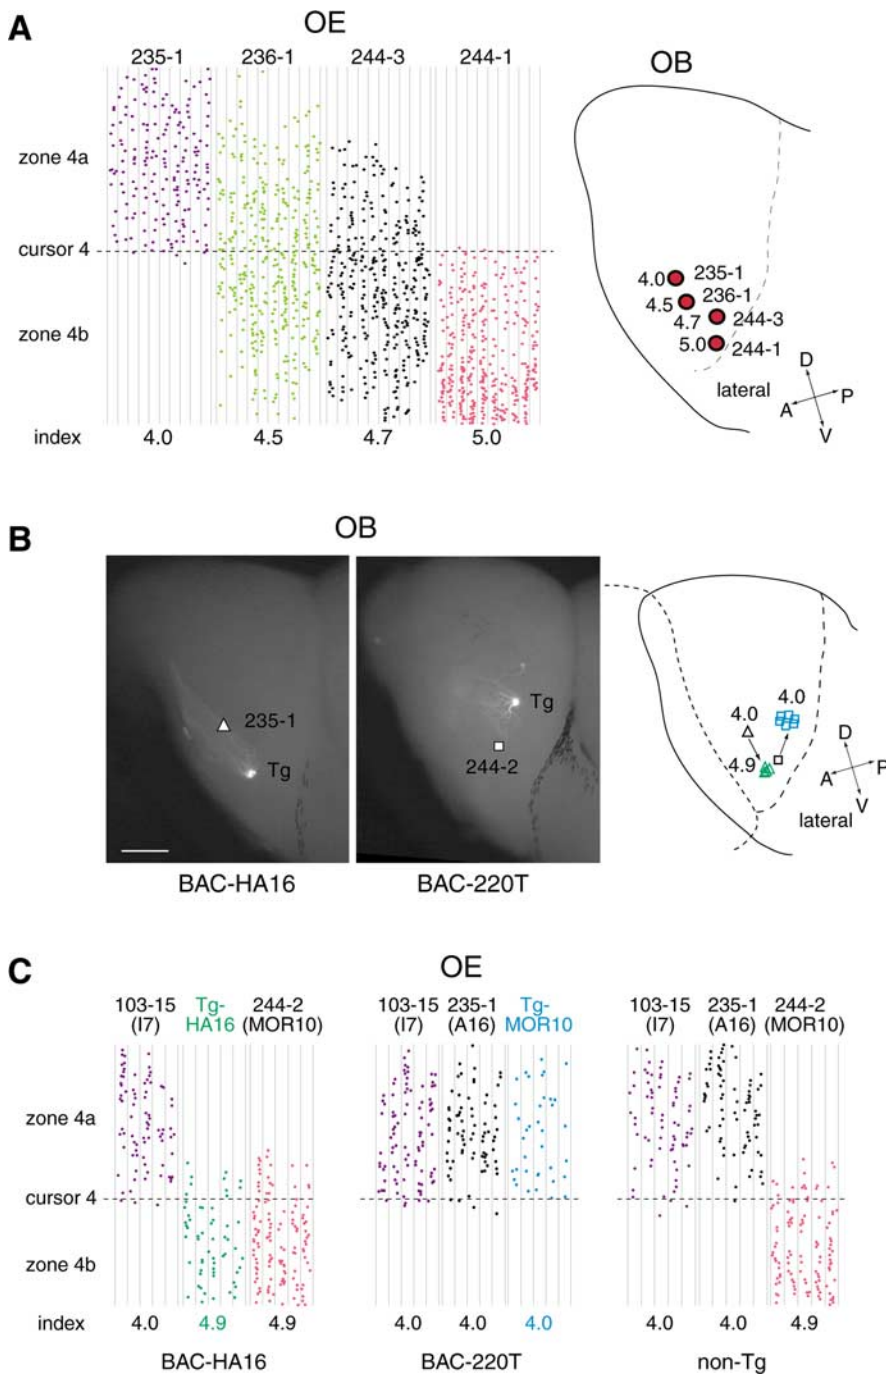 A
OE
235-1 236-1 244-3 244-1
OB
zone 4a
cursor 4
zone 4b
index 4.0 4.5 4.7 5.0
4.0 235-1
4.5 236-1
4.7 244-3
5.0 244-1
lateral
D
A P
V
B
OB
235-1
Tg
Tg
244-2
BAC-HA16 BAC-220T
4.0 4.0
4.9
D
A P
V
lateral
C
OE
103-15 Tg- 244-2
(I7) HA16 (MOR10)
103-15 235-1 Tg-
(I7) (A16) MOR10
103-15 235-1 244-2
(I7) (A16) (MOR10)
zone 4a
cursor 4
zone 4b
index 4.0 4.9 4.9 4.0 4.0 4.0 4.0 4.0 4.9
BAC-HA16 BAC-220T non-Tg